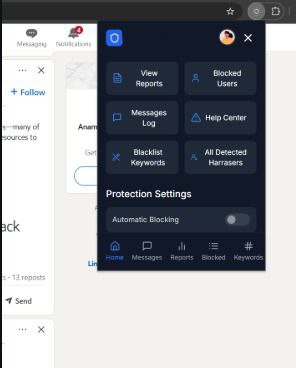 4
Messaging
Notifications
+ Follow
many of
esources to
ack
s · 13 reposts
Send
Anam
Get
Lin
View
Reports
Blocked
Users
Messages
Log
Help Center
Blacklist
Keywords
All Detected
Harrasers
Protection Settings
Automatic Blocking
Home
Messages
Reports
Blocked
Keywords